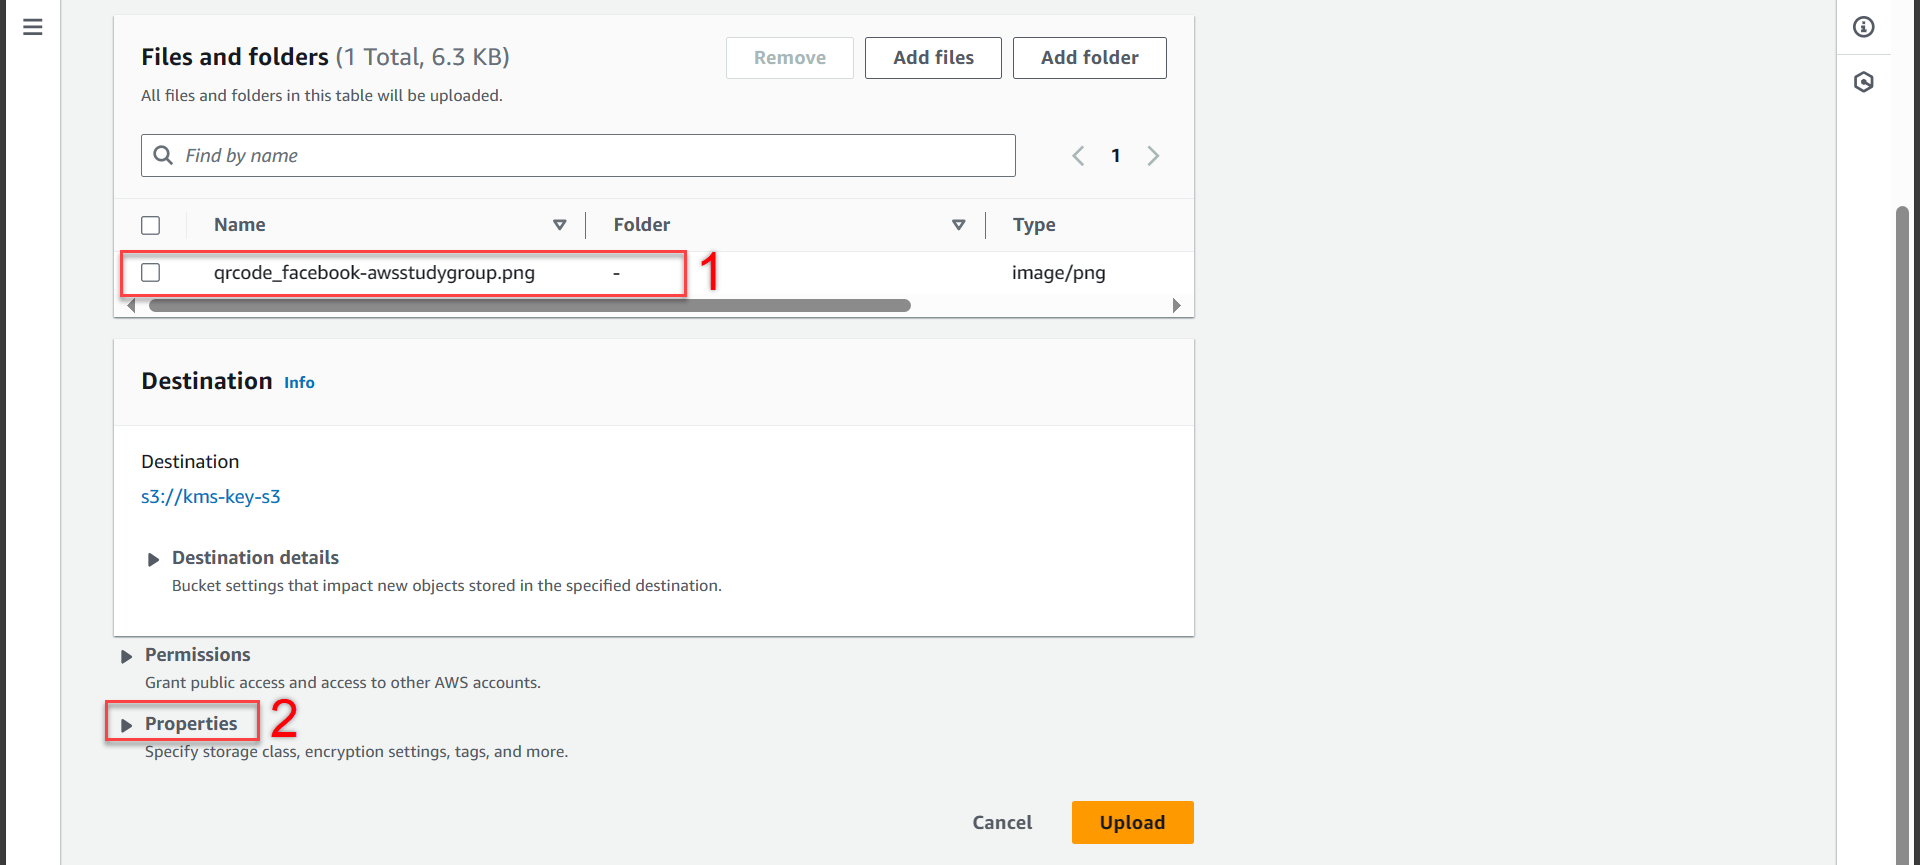 Files and folders (1 Total, 6.3 KB)
Remove
Add files
Add folder
All files and folders in this table will be uploaded.
Find by name
1
Name
Folder
Type
qrcode_facebook-awsstudygroup.png
-
image/png
1
Destination Info
Destination
s3://kms-key-s3
Destination details
Bucket settings that impact new objects stored in the specified destination.
Permissions
Grant public access and access to other AWS accounts.
Properties
2
Specify storage class, encryption settings, tags, and more.
Cancel
Upload